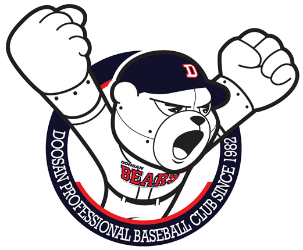 D
DOOSAN
BEARS
DOOSAN PROFESSIONAL BASEBALL CLUB SINCE 1982